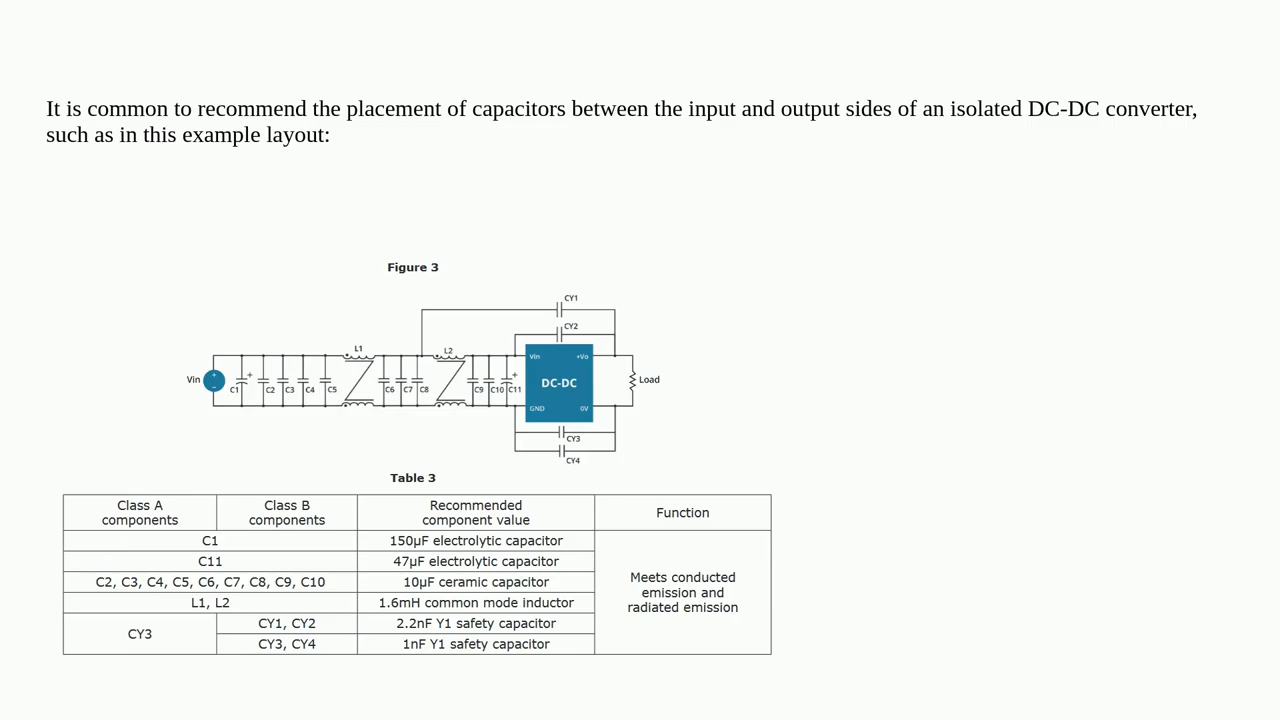 It is common to recommend the placement of capacitors between the input and output sides of an isolated DC-DC converter,
such as in this example layout:
Figure 3
CY1
CY2
L1
L2
Vin
+
−
C1
+
C2
C3
C4
C5
C6
C7
C8
C9
C10
C11
+
Vin
+Vo
DC-DC
GND
0V
Load
CY3
CY4
Table 3
Class A
components
Class B
components
Recommended
component value
Function
C1
150µF electrolytic capacitor
C11
47µF electrolytic capacitor
C2, C3, C4, C5, C6, C7, C8, C9, C10
10µF ceramic capacitor
L1, L2
1.6mH common mode inductor
CY3
CY1, CY2
2.2nF Y1 safety capacitor
CY3, CY4
1nF Y1 safety capacitor
Meets conducted
emission and
radiated emission